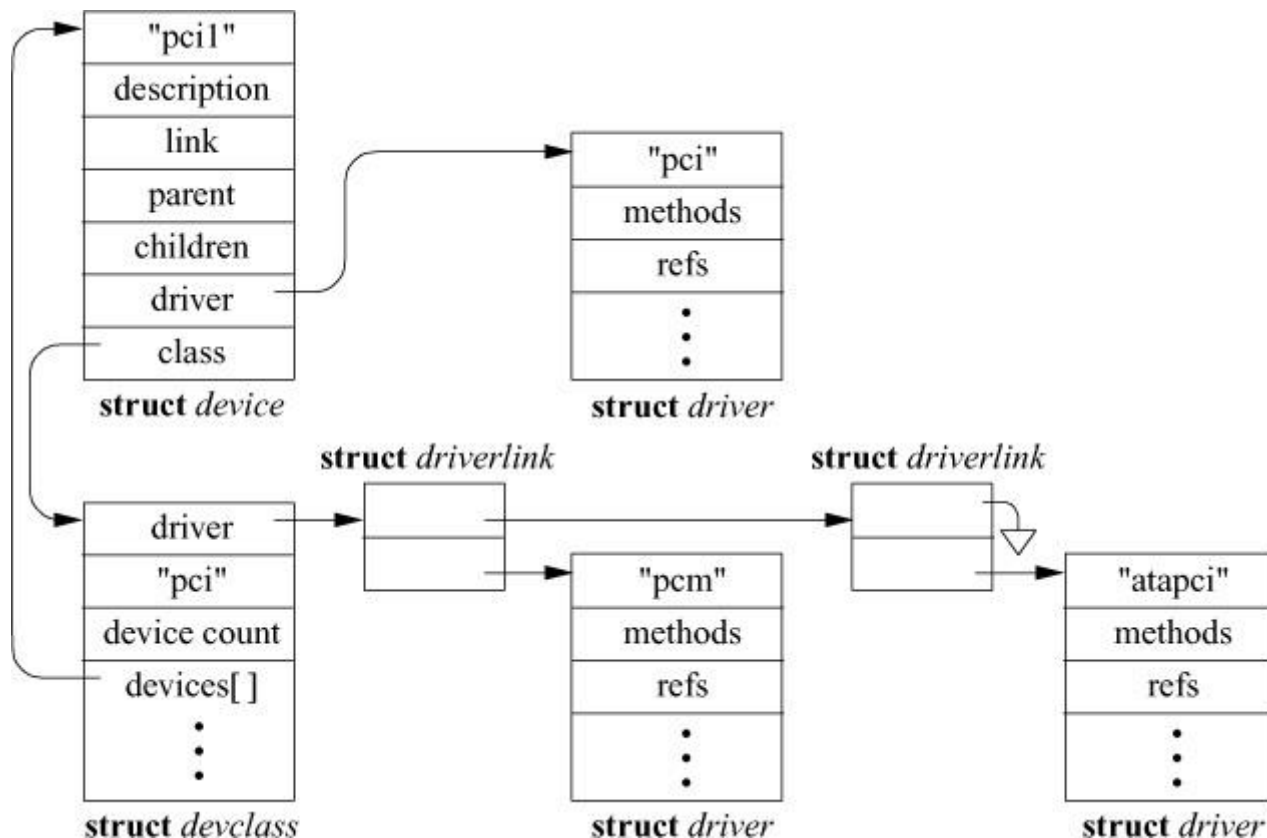 "pci1"
description
link
parent
children
driver
class
struct device
"pci"
methods
refs
struct driver
struct driverlink
struct driverlink
driver
"pci"
device count
devices[ ]
struct devclass
"pcm"
methods
refs
struct driver
"atapci"
methods
refs
struct driver